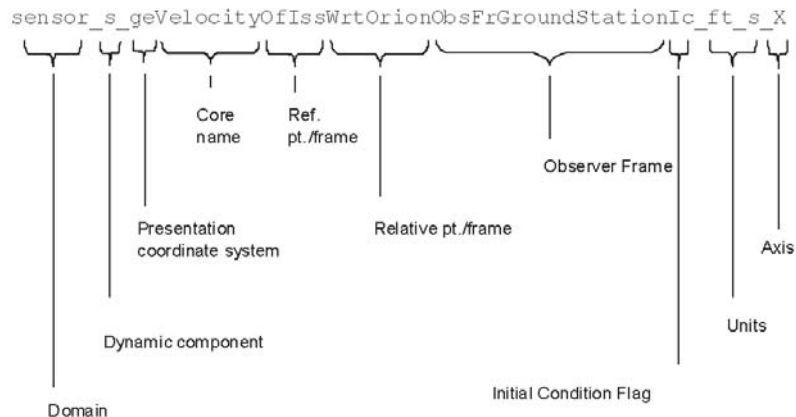 sensor_s_geVelocityOfIssWrtOrionObsFrGroundStationIc_ft_s_X
Core
name
Ref.
pt./frame
Observer Frame
Presentation
coordinate system
Relative pt./frame
Axis
Dynamic component
Units
Initial Condition Flag
Domain